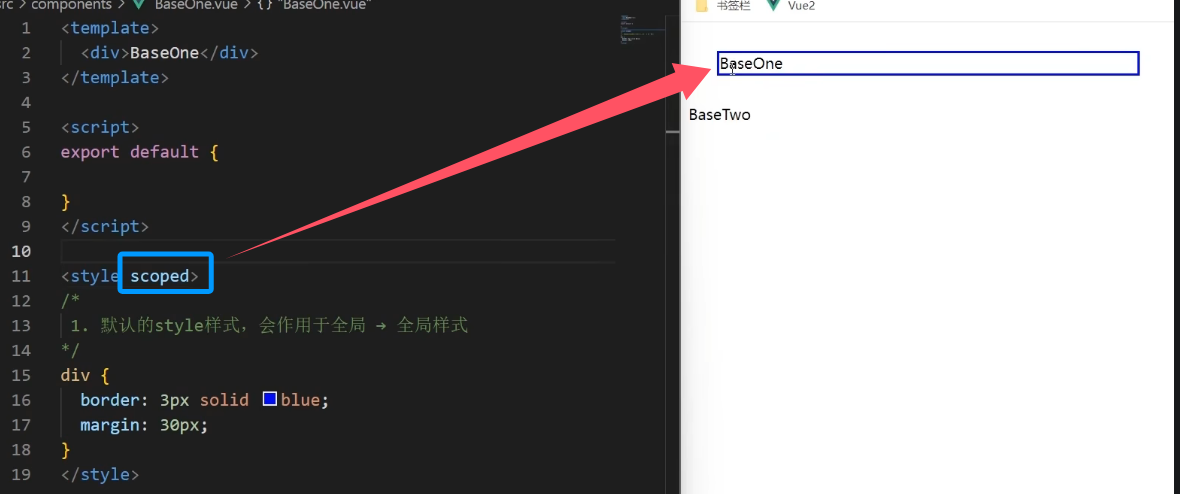 src > components > BaseOne.vue > {} "BaseOne.vue"
1 <template>
2 <div>BaseOne</div>
3 </template>
4
5 <script>
6 export default {
7
8 }
9 </script>
10
11 <style scoped>
12 /*
13 1. 默认的style样式，会作用于全局 → 全局样式
14 */
15 div {
16 border: 3px solid blue;
17 margin: 30px;
18 }
19 </style>
书签栏 Vue2
BaseOne
BaseTwo